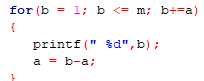 for(b = 1; b <= m; b+=a)
{
printf(" %d",b);
a = b-a;
}